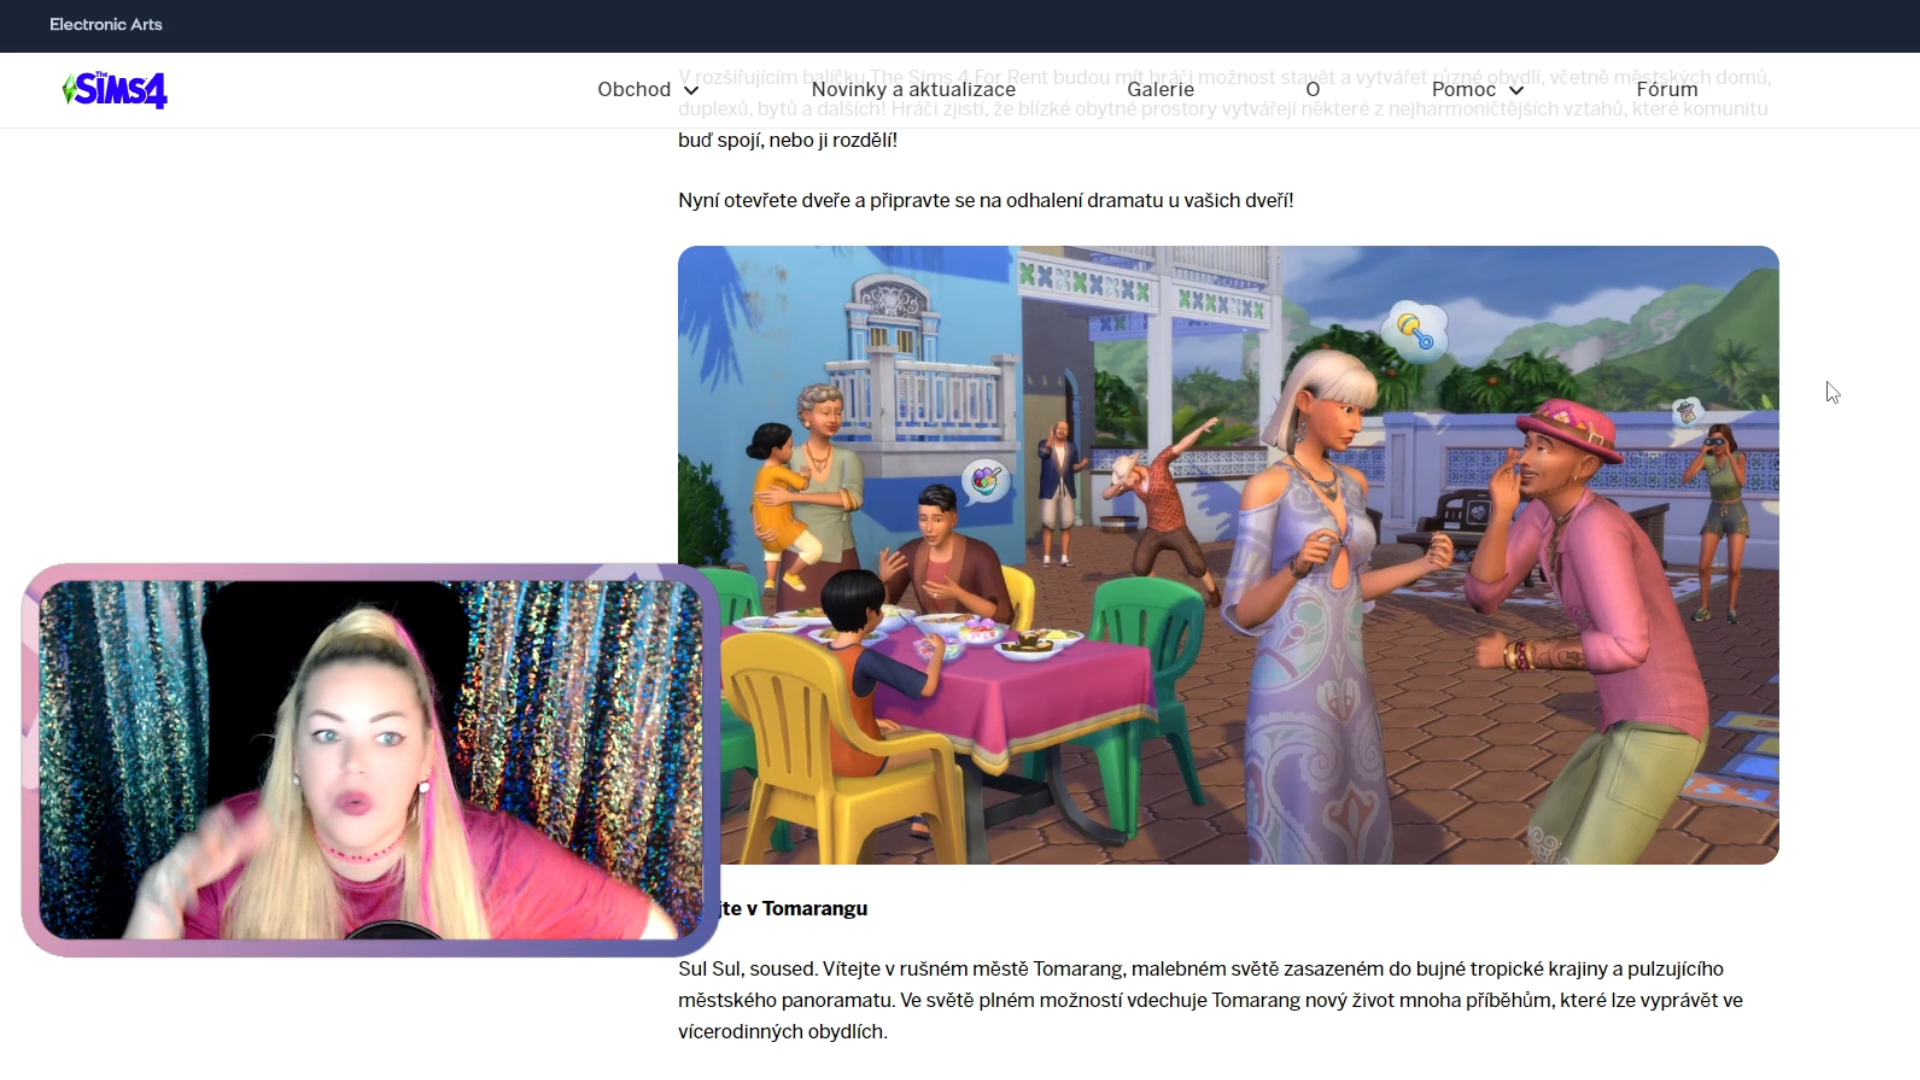 Electronic Arts
The SIMS4
Obchod
Novinky a aktualizace
Galerie
O
Pomoc
Fórum
V rozšiřujícím balíčku The Sims 4 For Rent budou mít hráči možnost stavět a vytvářet různé obydlí, včetně městských domů,
duplexů, bytů a dalších! Hráči zjistí, že blízké obytné prostory vytvářejí některé z nejharmoničtějších vztahů, které komunitu
buď spojí, nebo ji rozdělí!
Nyní otevřete dveře a připravte se na odhalení dramatu u vašich dveří!
jte v Tomarangu
Sul Sul, soused. Vítejte v rušném městě Tomarang, malebném světě zasazeném do bujné tropické krajiny a pulzujícího
městského panoramatu. Ve světě plném možností vdechuje Tomarang nový život mnoha příběhům, které lze vyprávět ve
vícerodinných obydlích.